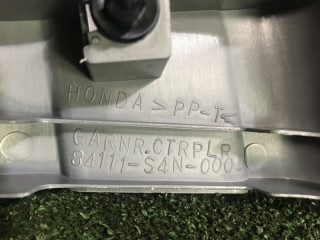 HONDA >PP-T<
GARNR.CTRPLR
84111-S4N-000